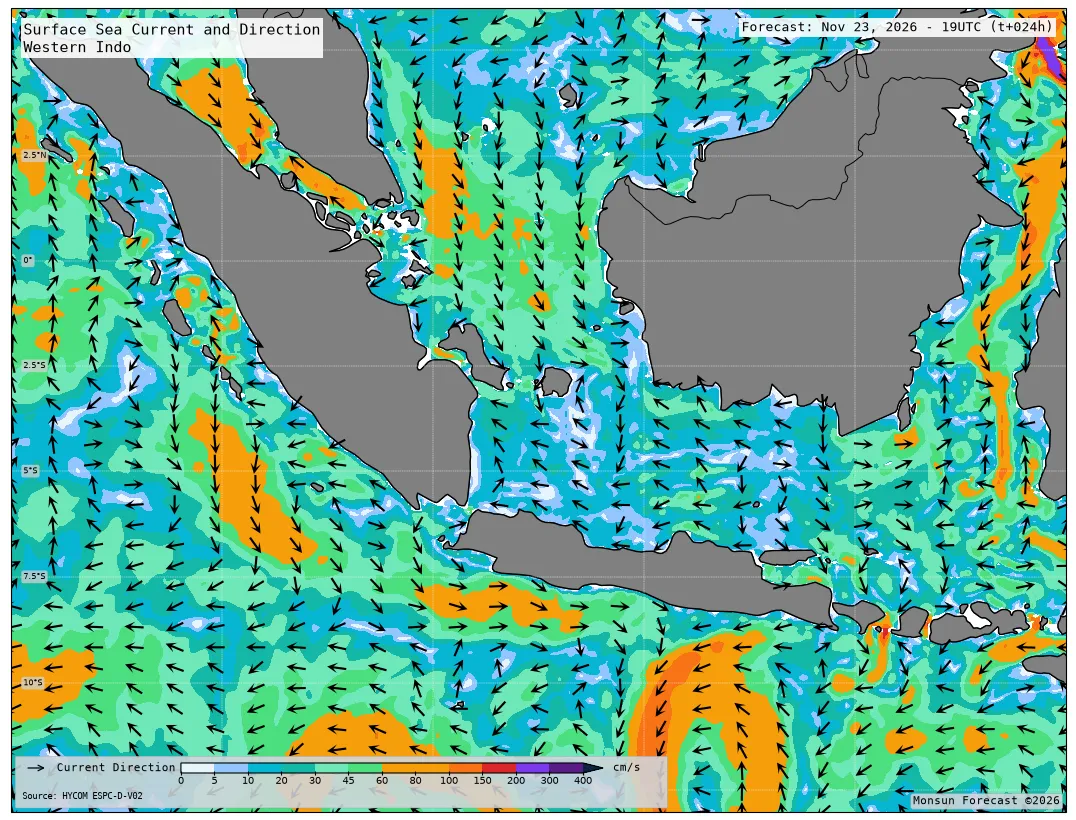 Surface Sea Current and Direction
Western Indo
Forecast: Nov 23, 2026 - 19UTC (t+024h)
2.5°N
0°
2.5°S
5°S
7.5°S
10°S
Current Direction
0 5 10 20 30 45 60 80 100 150 200 300 400
cm/s
Source: HYCOM ESPC-D-V02
Monsun Forecast ©2026